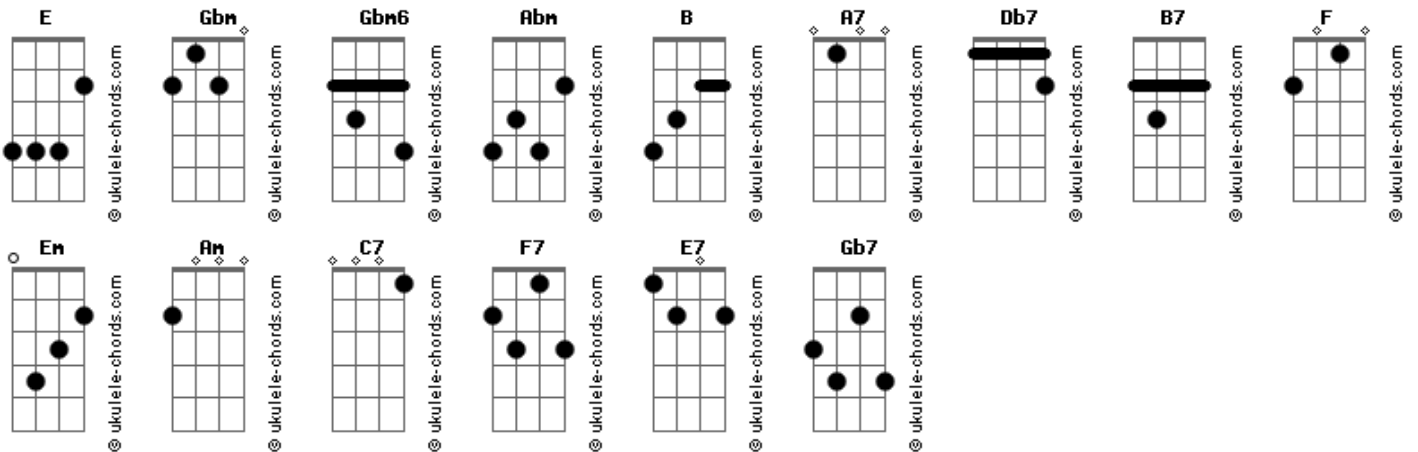 E Gbm Gbm6 Abm B A7 Db7 B7 F
© ukulele-chords.com © ukulele-chords.com © ukulele-chords.com © ukulele-chords.com © ukulele-chords.com © ukulele-chords.com © ukulele-chords.com © ukulele-chords.com © ukulele-chords.com
Em Am C7 F7 E7 Gb7
© ukulele-chords.com © ukulele-chords.com © ukulele-chords.com © ukulele-chords.com © ukulele-chords.com © ukulele-chords.com